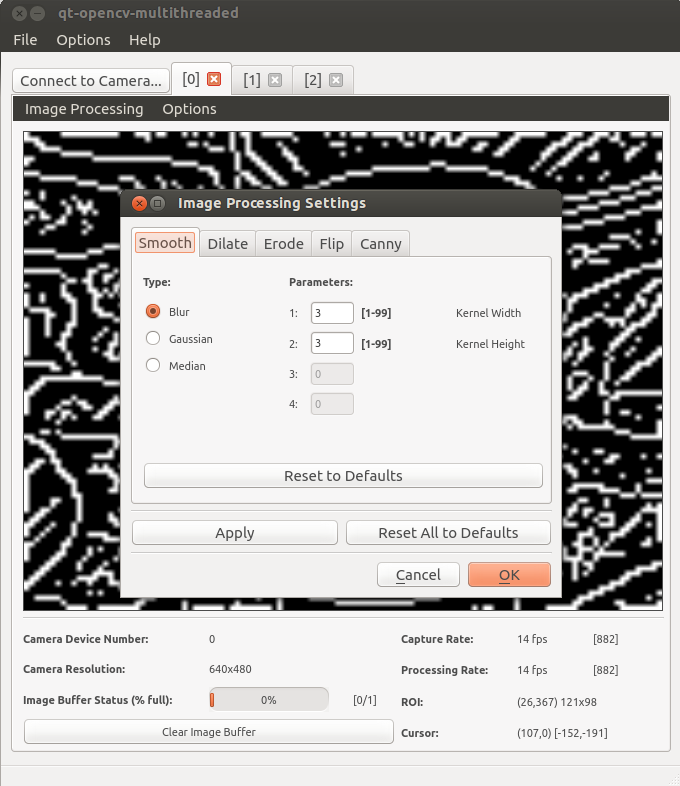 qt-opencv-multithreaded
File Options Help
Connect to Camera... [0] [1] [2]
Image Processing Options
Image Processing Settings
Smooth Dilate Erode Flip Canny
Type: Parameters:
Blur 1: 3 [1-99] Kernel Width
Gaussian 2: 3 [1-99] Kernel Height
Median 3: 0
4: 0
Reset to Defaults
Apply Reset All to Defaults
Cancel OK
Camera Device Number: 0 Capture Rate: 14 fps [882]
Camera Resolution: 640x480 Processing Rate: 14 fps [882]
Image Buffer Status (% full): 0% [0/1] ROI: (26,367) 121x98
Clear Image Buffer Cursor: (107,0) [-152,-191]